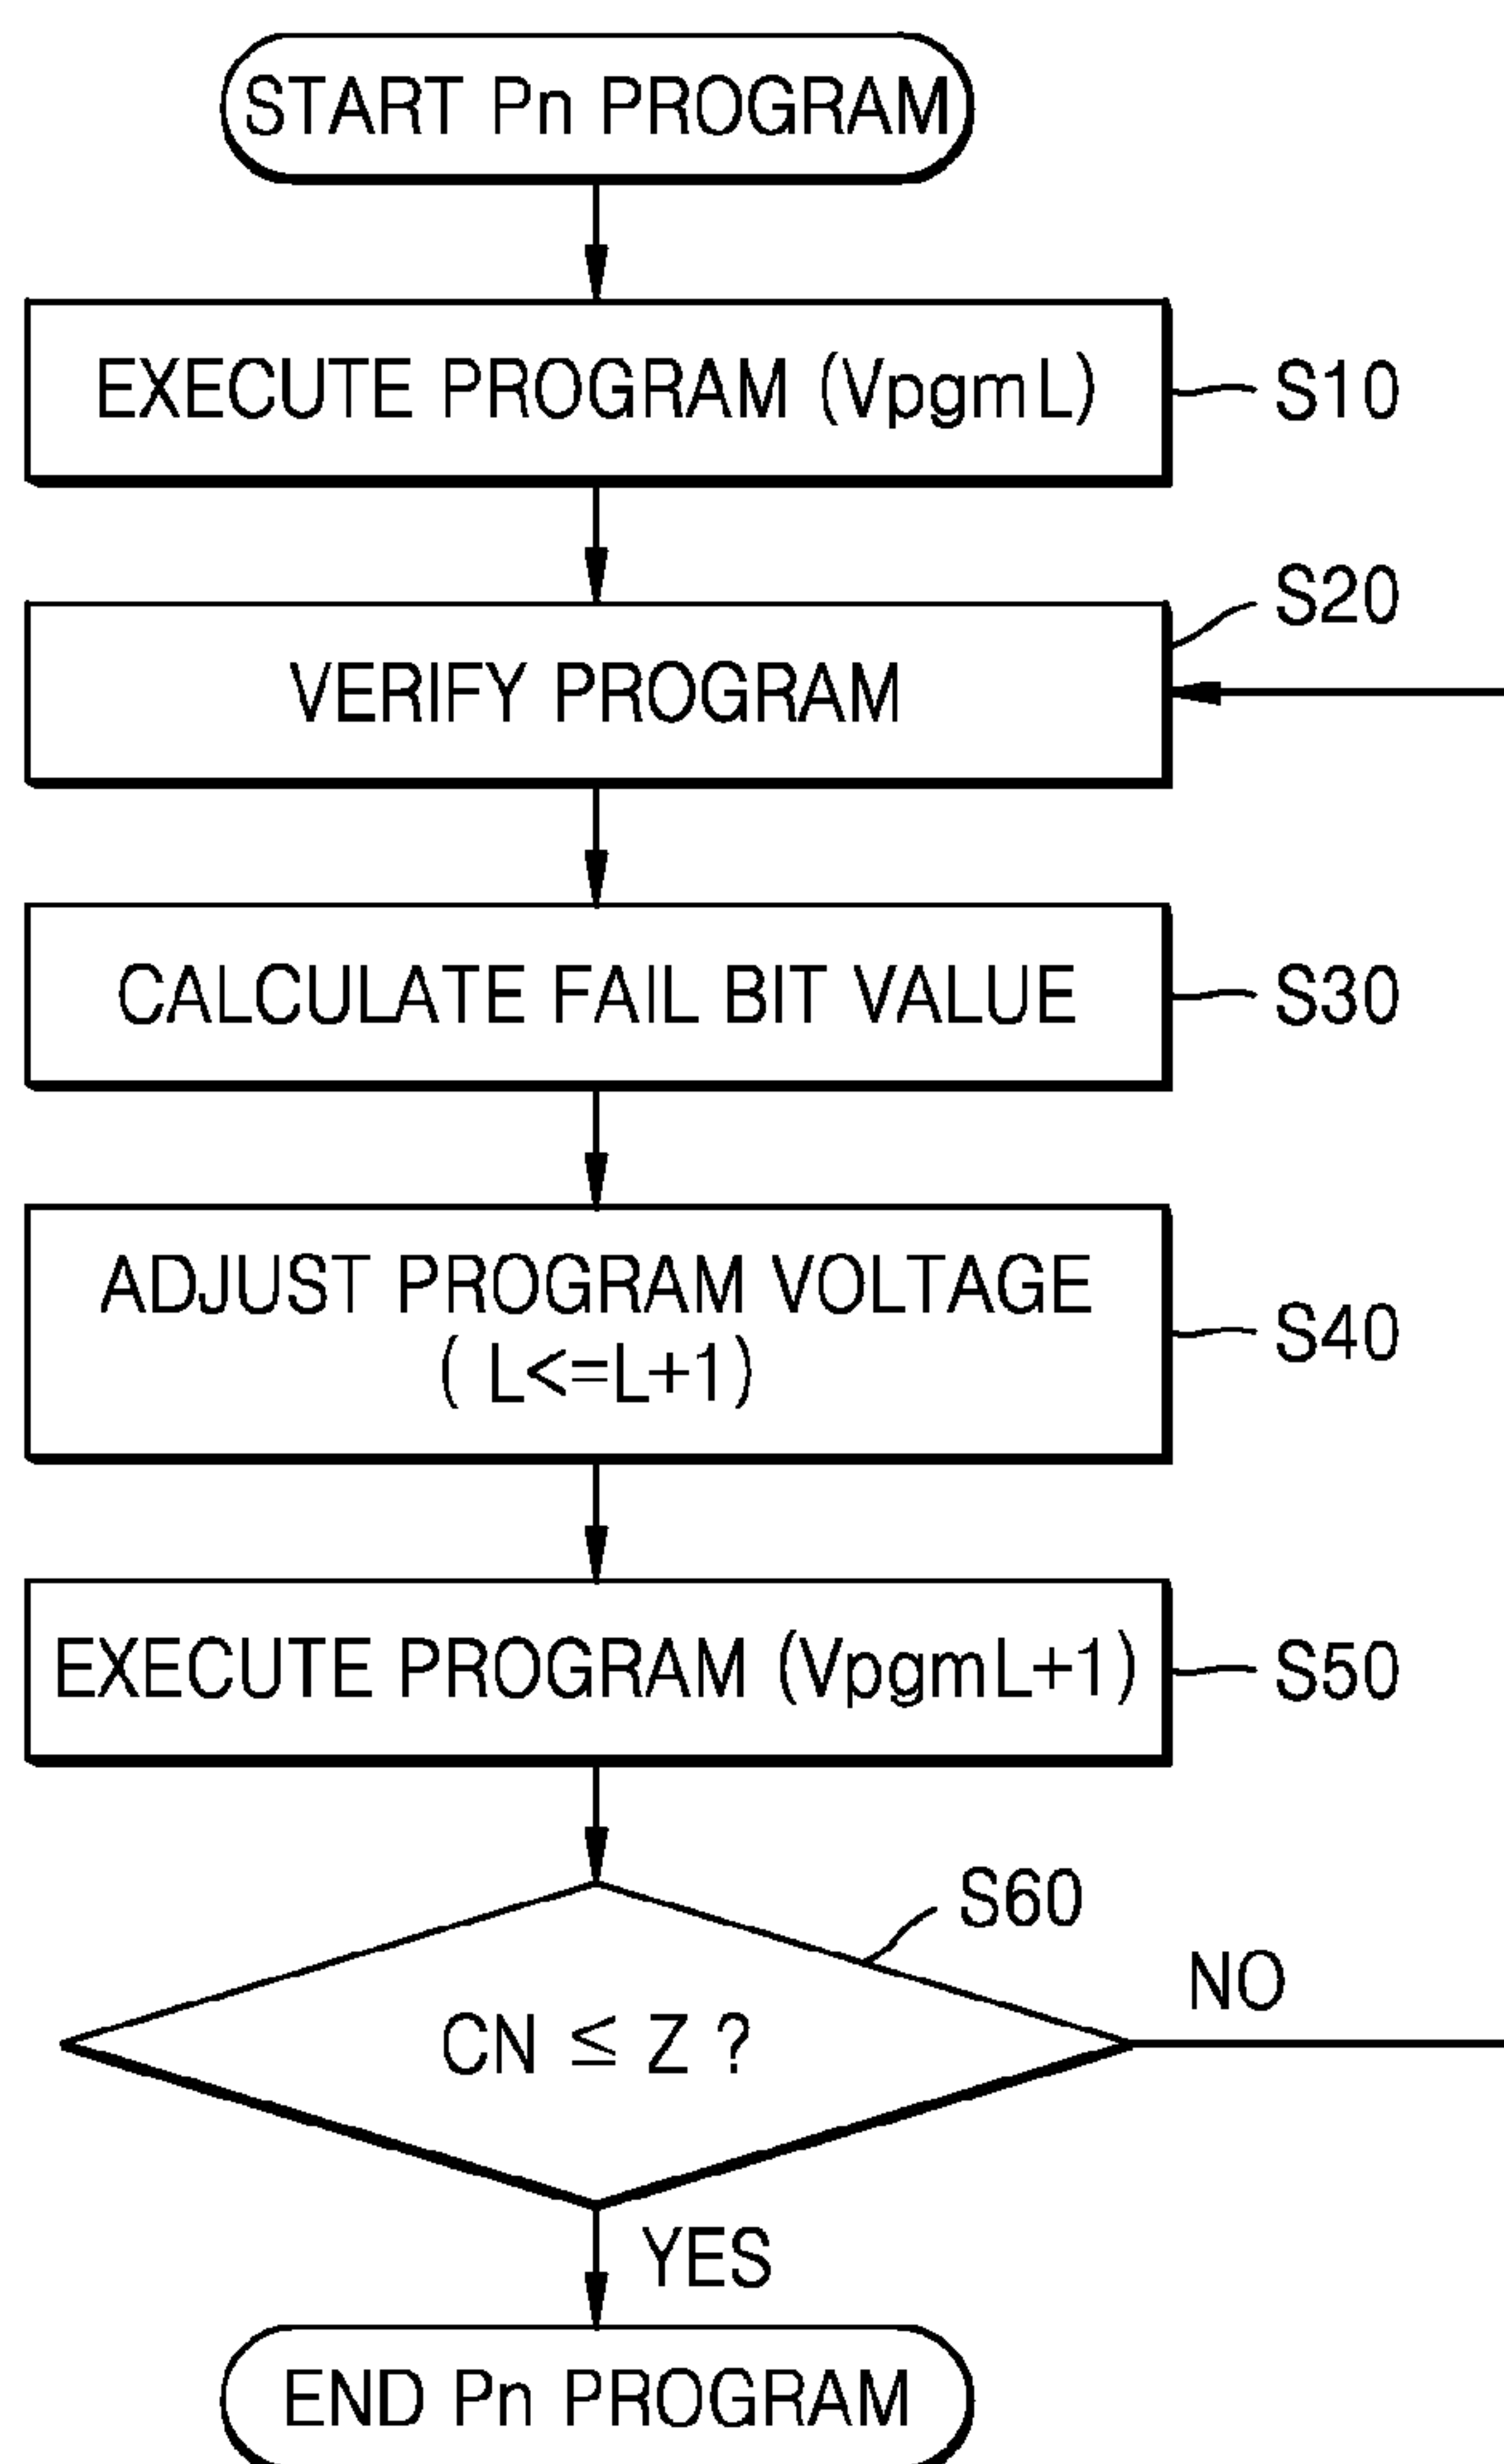 START Pn PROGRAM
EXECUTE PROGRAM (VpgmL)
S10
S20
VERIFY PROGRAM
CALCULATE FAIL BIT VALUE
S30
ADJUST PROGRAM VOLTAGE
( L<=L+1)
S40
EXECUTE PROGRAM (VpgmL+1)
S50
S60
NO
CN ≤ Z ?
YES
END Pn PROGRAM